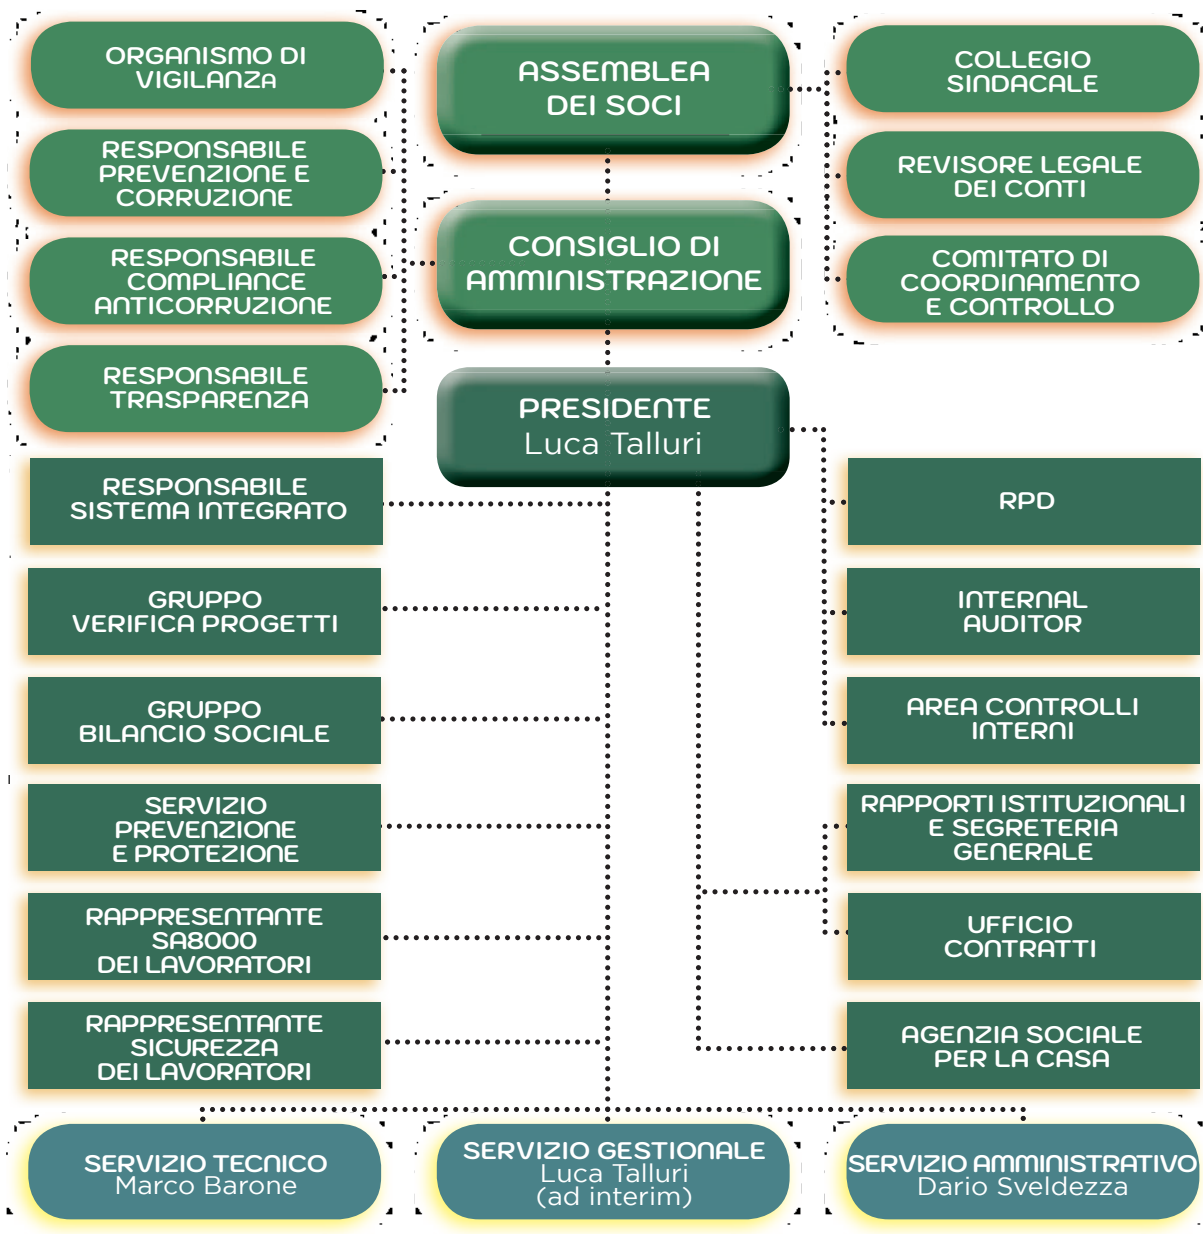 ORGANISMO DI
VIGILANZA
RESPONSABILE
PREVENZIONE E
CORRUZIONE
RESPONSABILE
COMPLIANCE
ANTICORRUZIONE
RESPONSABILE
TRASPARENZA
ASSEMBLEA
DEI SOCI
CONSIGLIO DI
AMMINISTRAZIONE
PRESIDENTE
Luca Talluri
COLLEGIO
SINDACALE
REVISORE LEGALE
DEI CONTI
COMITATO DI
COORDINAMENTO
E CONTROLLO
RESPONSABILE
SISTEMA INTEGRATO
GRUPPO
VERIFICA PROGETTI
GRUPPO
BILANCIO SOCIALE
SERVIZIO
PREVENZIONE
E PROTEZIONE
RAPPRESENTANTE
SA8000
DEI LAVORATORI
RAPPRESENTANTE
SICUREZZA
DEI LAVORATORI
RPD
INTERNAL
AUDITOR
AREA CONTROLLI
INTERNI
RAPPORTI ISTITUZIONALI
E SEGRETERIA
GENERALE
UFFICIO
CONTRATTI
AGENZIA SOCIALE
PER LA CASA
SERVIZIO TECNICO
Marco Barone
SERVIZIO GESTIONALE
Luca Talluri
(ad interim)
SERVIZIO AMMINISTRATIVO
Dario Sveldezza